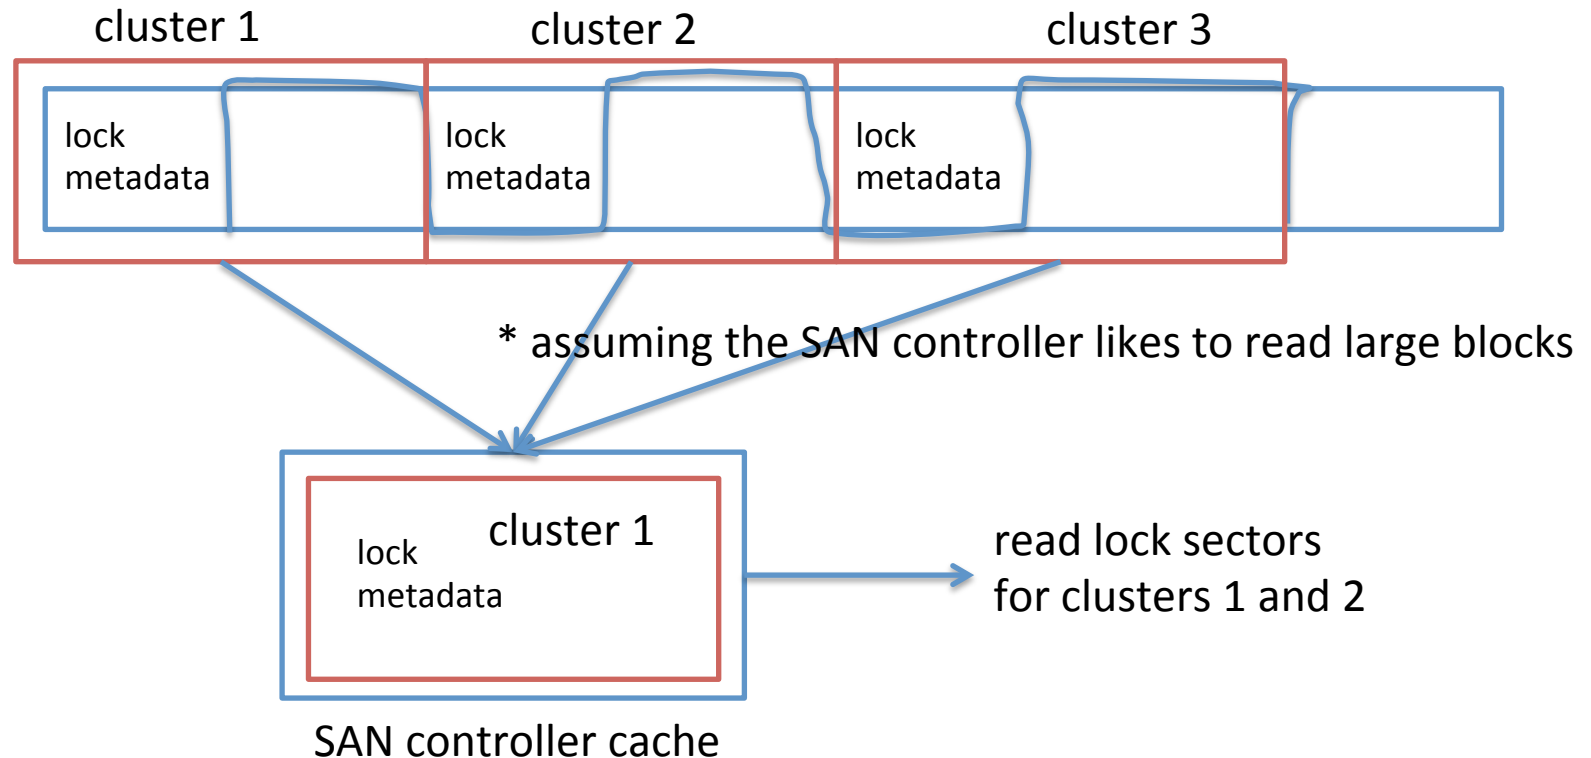 cluster 1
cluster 2
cluster 3
lock
metadata
lock
metadata
lock
metadata
* assuming the SAN controller likes to read large blocks
cluster 1
lock
metadata
read lock sectors
for clusters 1 and 2
SAN controller cache